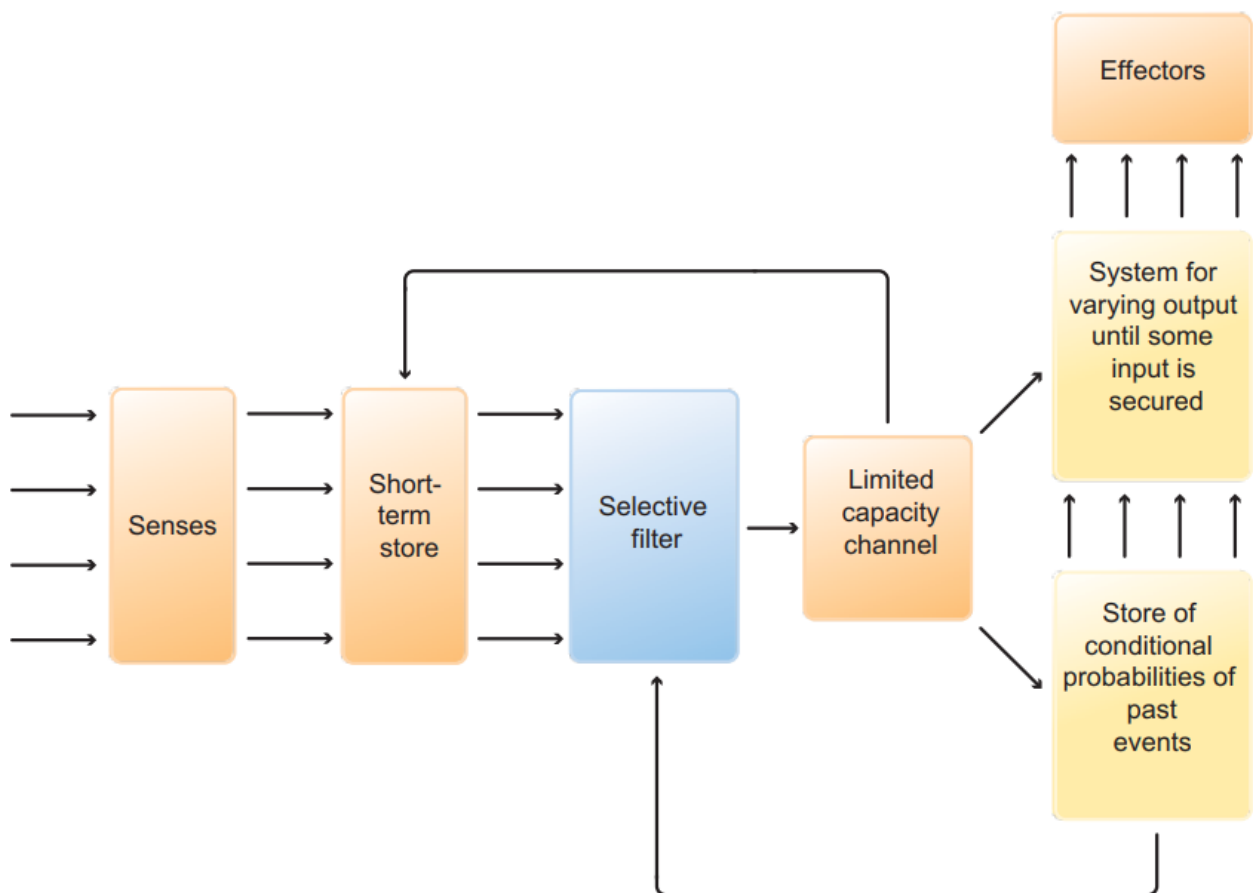 Effectors
System for
varying output
until some
input is
secured
Senses
Short-
term
store
Selective
filter
Limited
capacity
channel
Store of
conditional
probabilities of
past
events